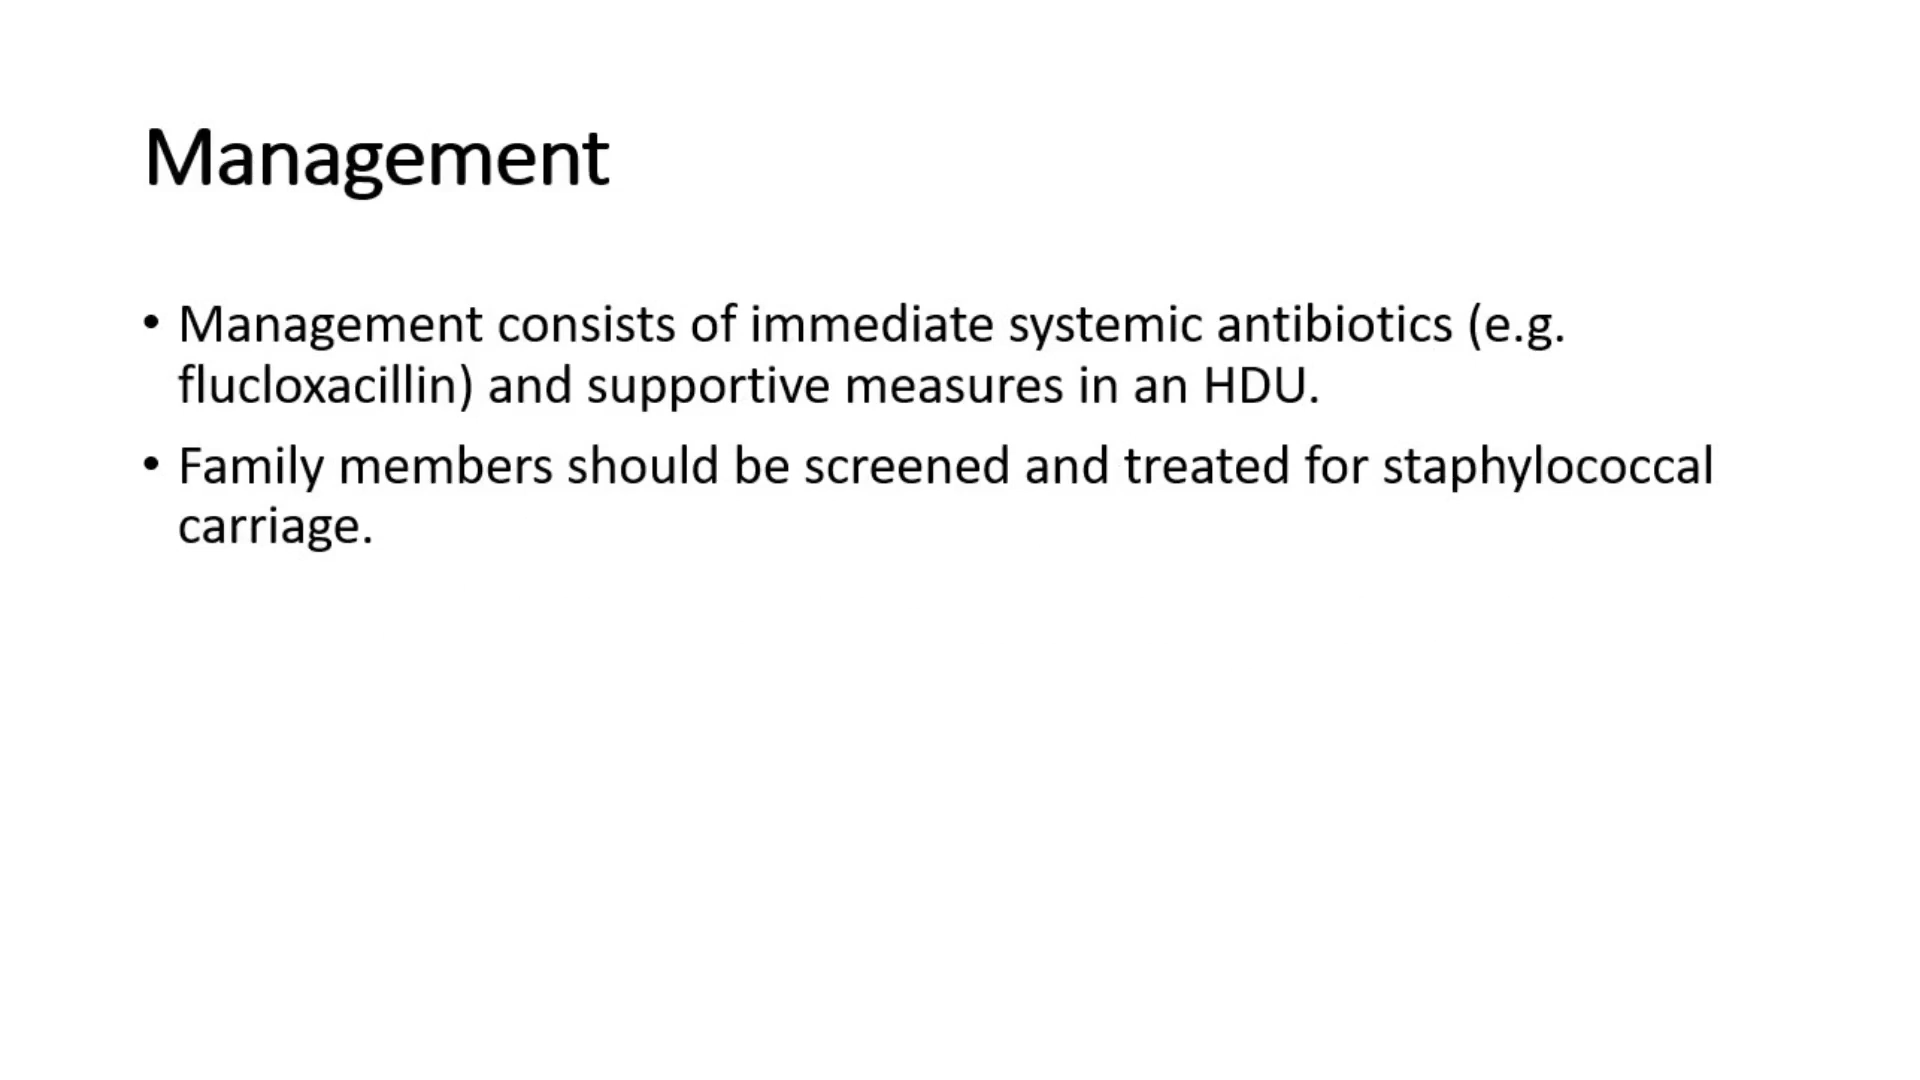 Management
• Management consists of immediate systemic antibiotics (e.g.
flucloxacillin) and supportive measures in an HDU.
• Family members should be screened and treated for staphylococcal
carriage.